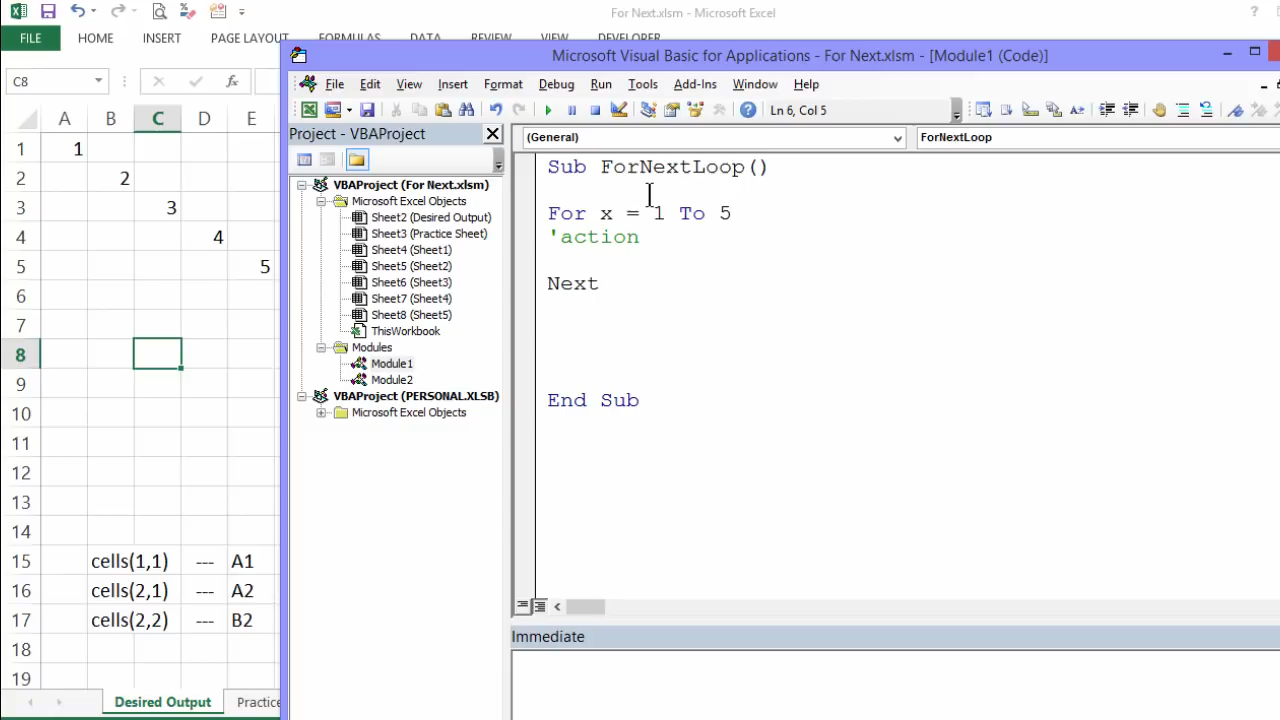 For Next.xlsm - Microsoft Excel
?
FILE HOME INSERT PAGE LAYOUT FORMULAS DATA REVIEW VIEW DEVELOPER
C8
fx
A B C D E
1 1
2 2
3 3
4 4
5 5
6
7
8
9
10
11
12
13
14
15 cells(1,1) --- A1
16 cells(2,1) --- A2
17 cells(2,2) --- B2
18
19
Desired Output Practice
Microsoft Visual Basic for Applications - For Next.xlsm - [Module1 (Code)]
File Edit View Insert Format Debug Run Tools Add-Ins Window Help
Ln 6, Col 5
Project - VBAProject
VBAProject (For Next.xlsm)
Microsoft Excel Objects
Sheet2 (Desired Output)
Sheet3 (Practice Sheet)
Sheet4 (Sheet1)
Sheet5 (Sheet2)
Sheet6 (Sheet3)
Sheet7 (Sheet4)
Sheet8 (Sheet5)
ThisWorkbook
Modules
Module1
Module2
VBAProject (PERSONAL.XLSB)
Microsoft Excel Objects
(General) ForNextLoop
Sub ForNextLoop()
For x = 1 To 5
'action
Next
End Sub
Immediate